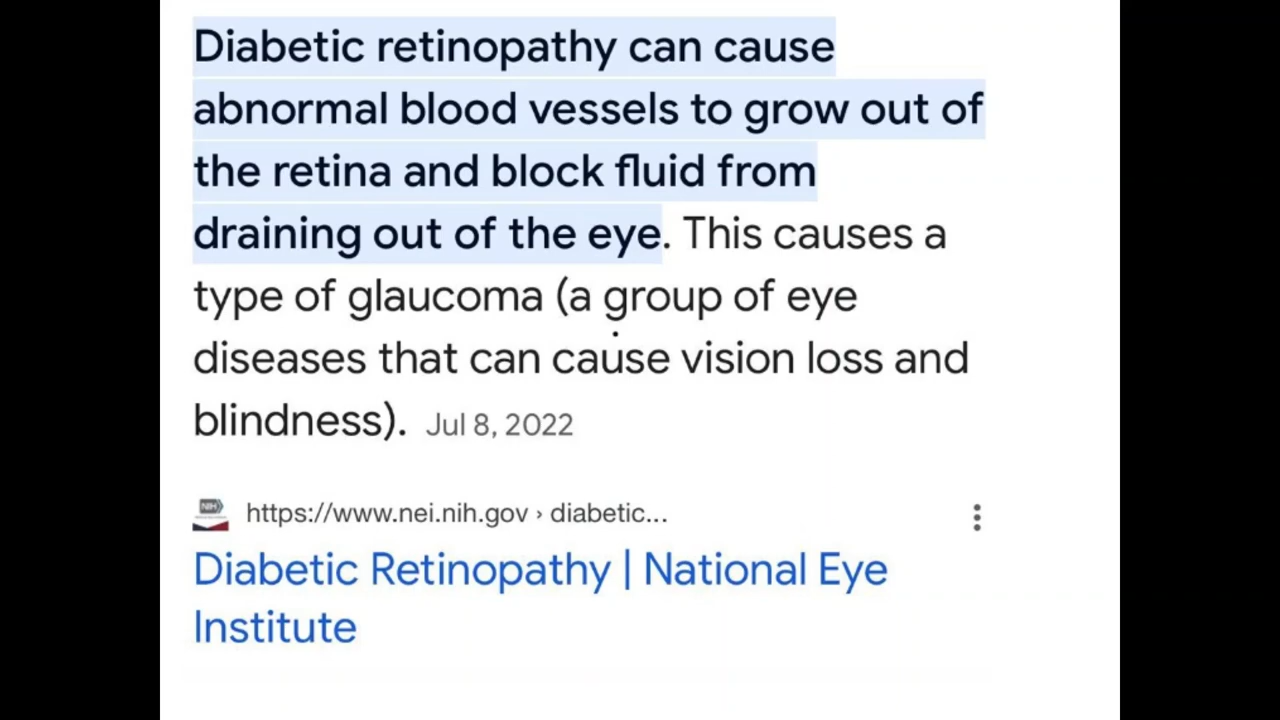 Diabetic retinopathy can cause
abnormal blood vessels to grow out of
the retina and block fluid from
draining out of the eye. This causes a
type of glaucoma (a group of eye
diseases that can cause vision loss and
blindness). Jul 8, 2022
NIH
https://www.nei.nih.gov › diabetic...
Diabetic Retinopathy | National Eye
Institute